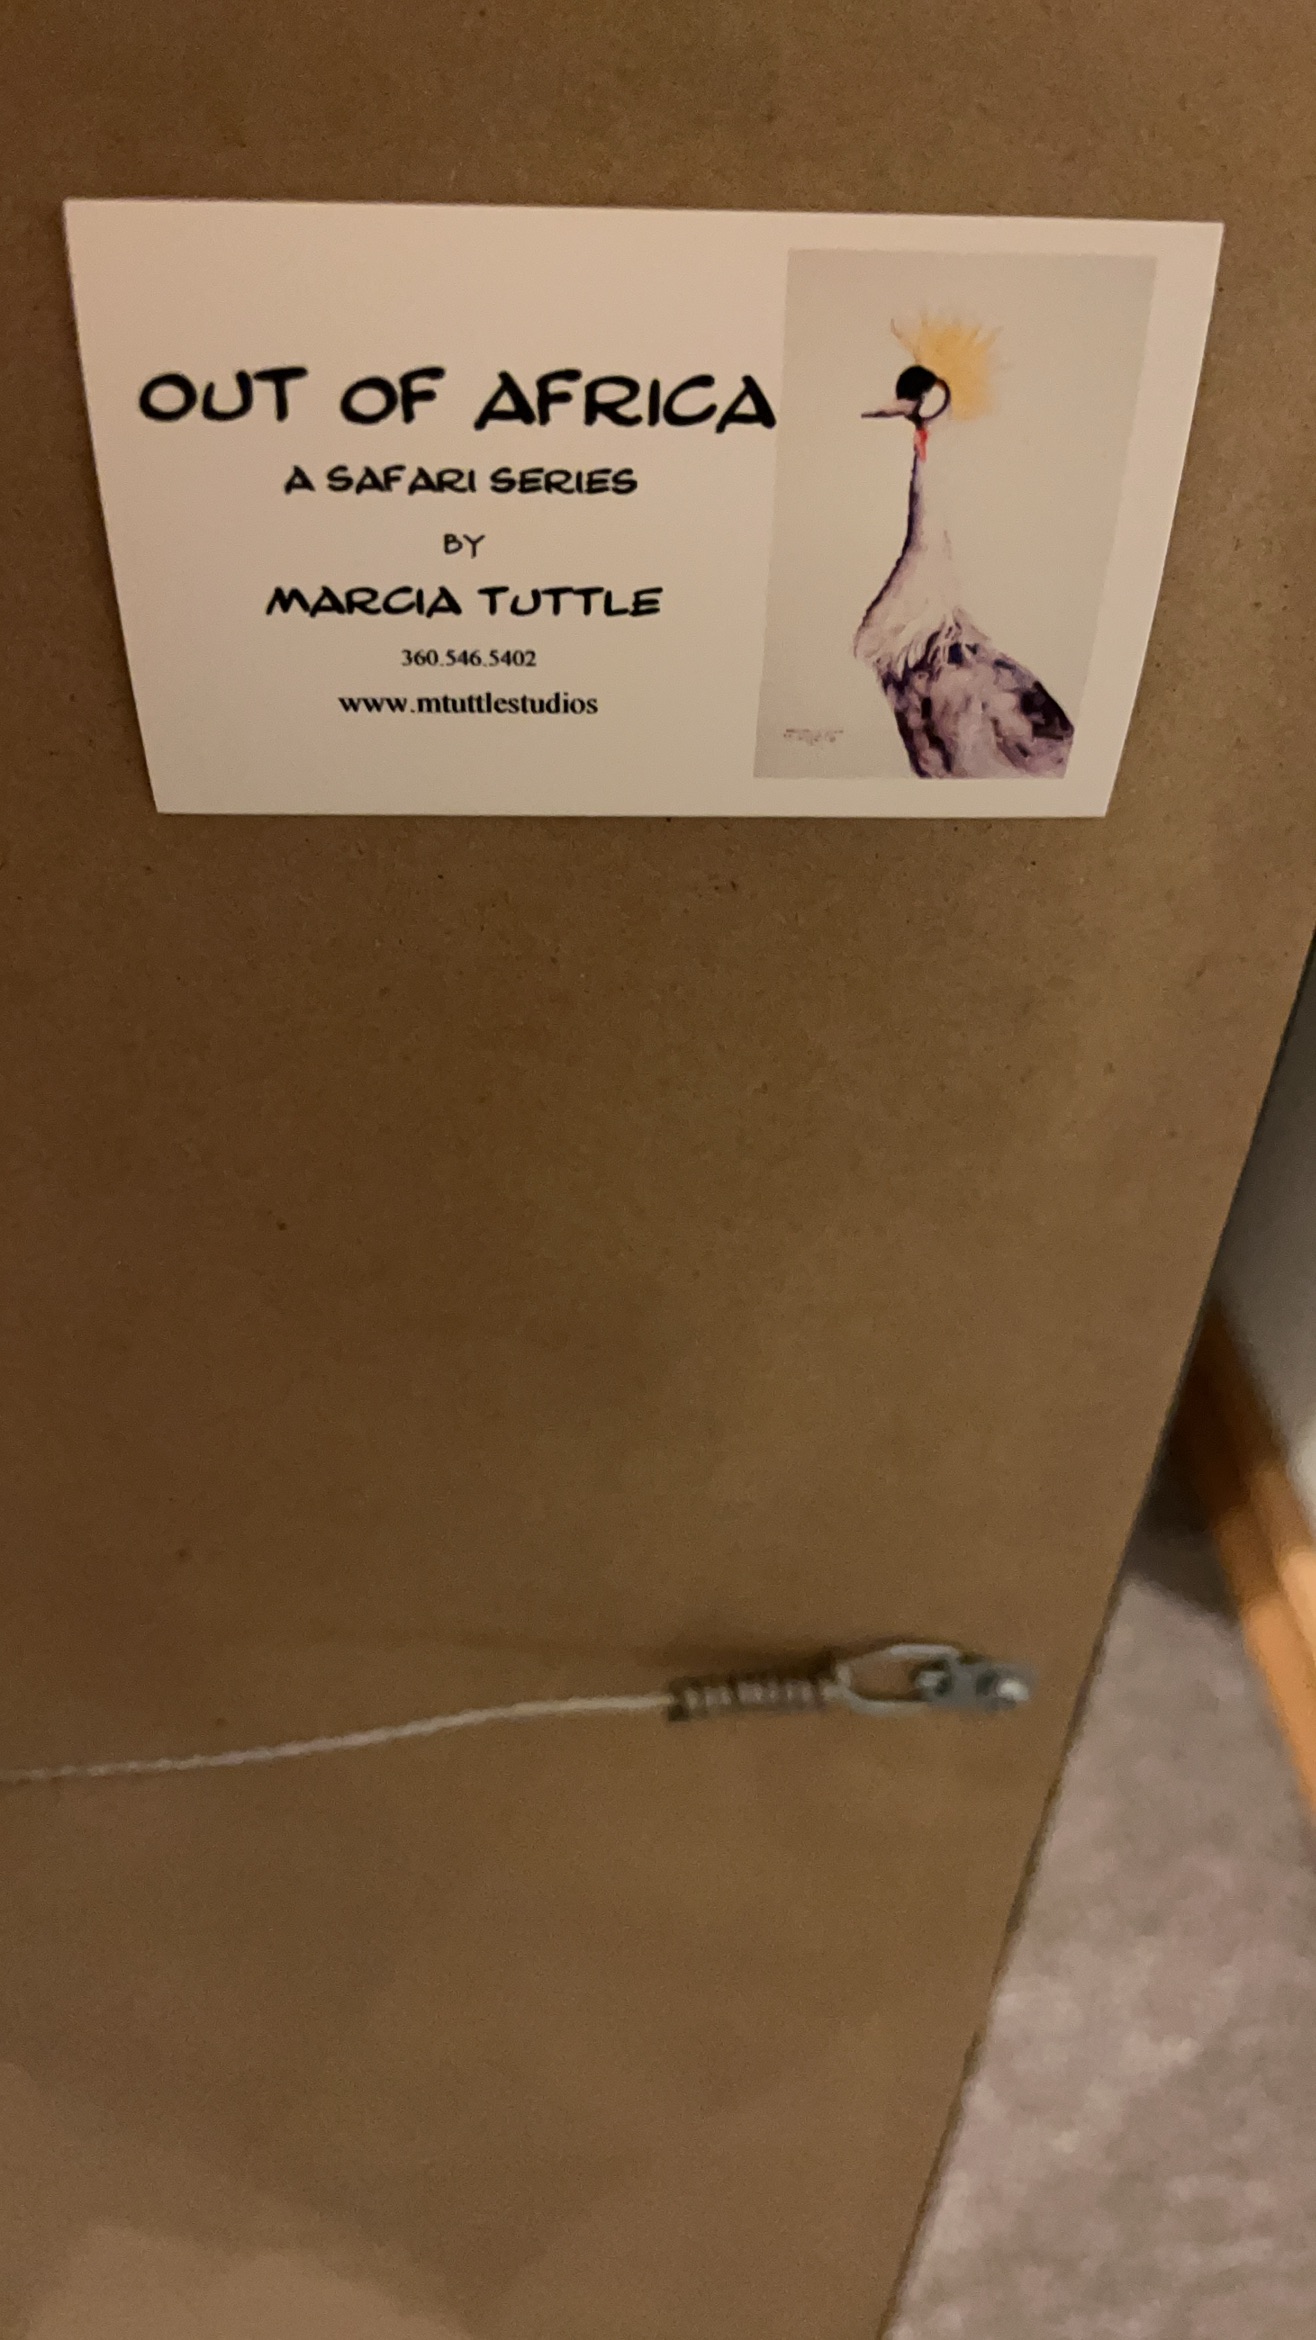 OUT OF AFRICA
A SAFARI SERIES
BY
MARCIA TUTTLE
360.546.5402
www.mtuttlestudios